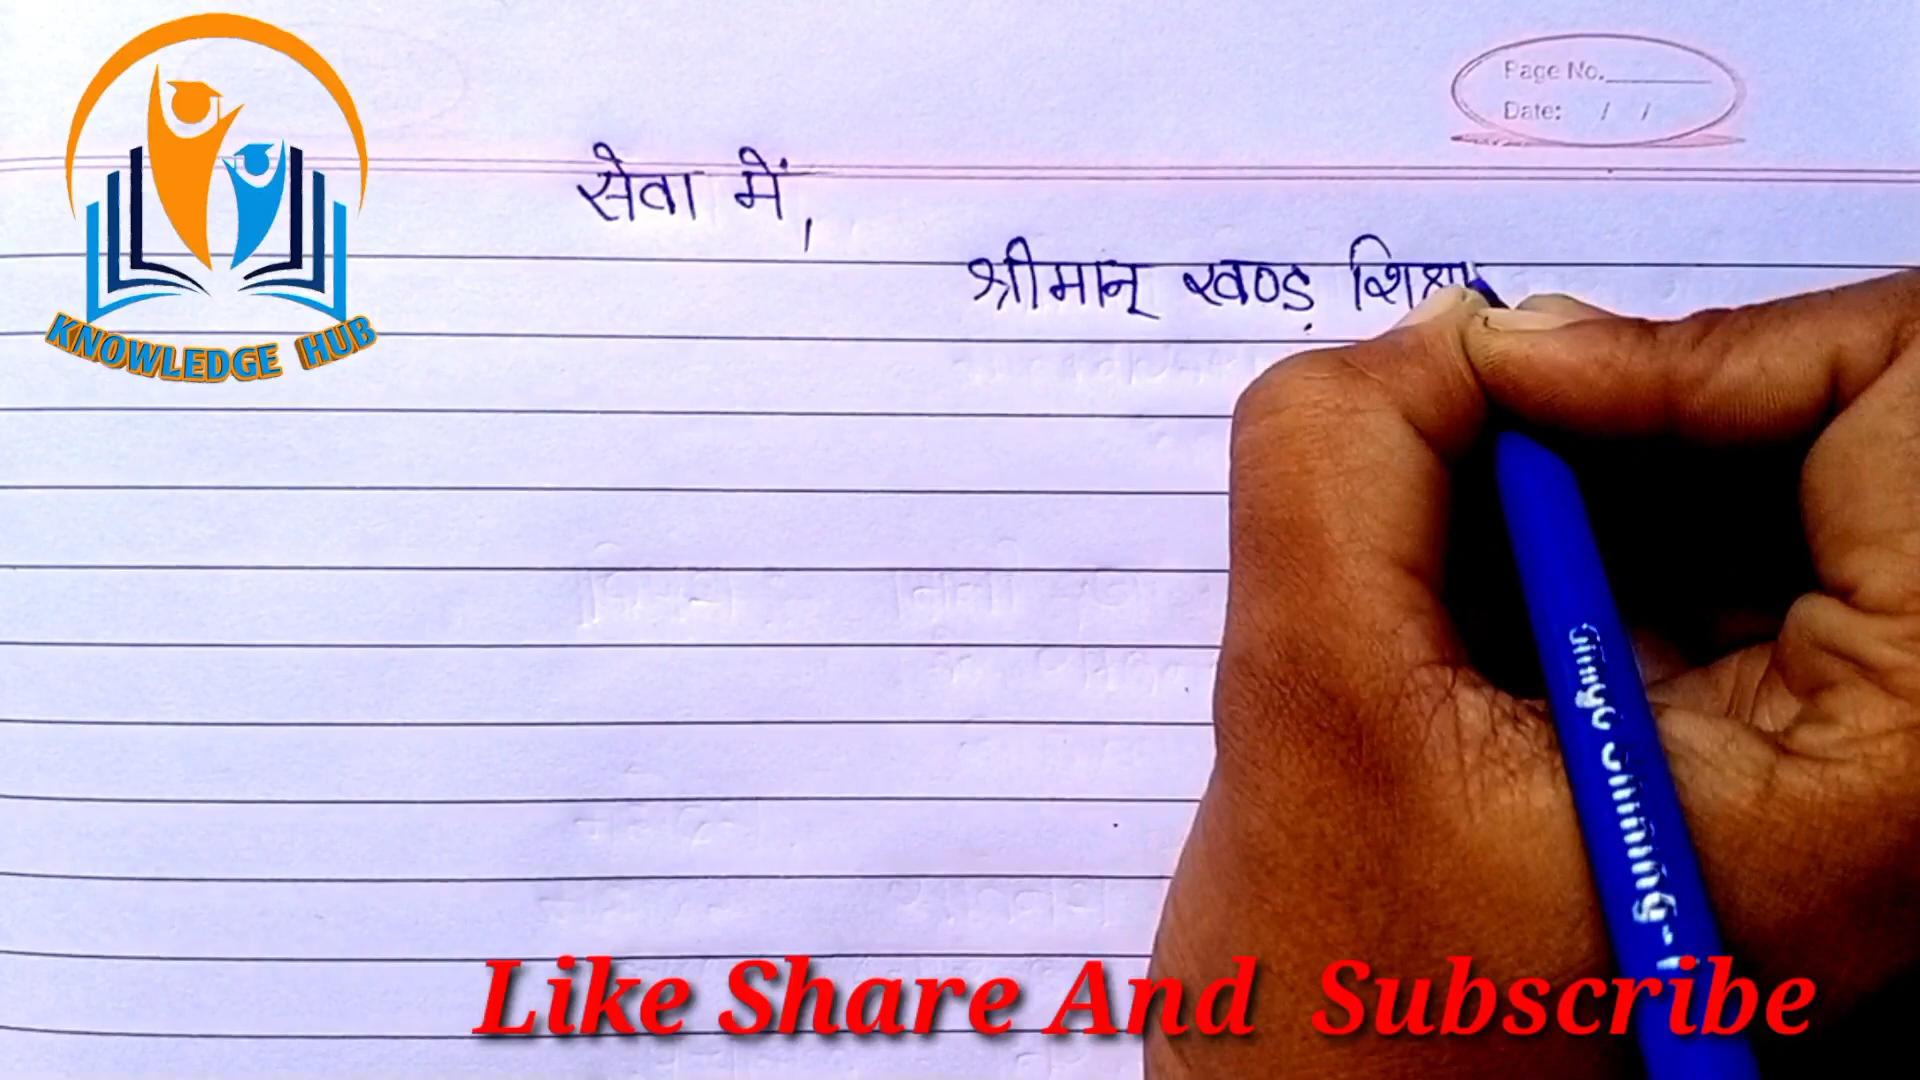 Page No.
Date: / /
सेवा में,
श्रीमान् खण्ड शिक्षा
KNOWLEDGE HUB
Like Share And Subscribe